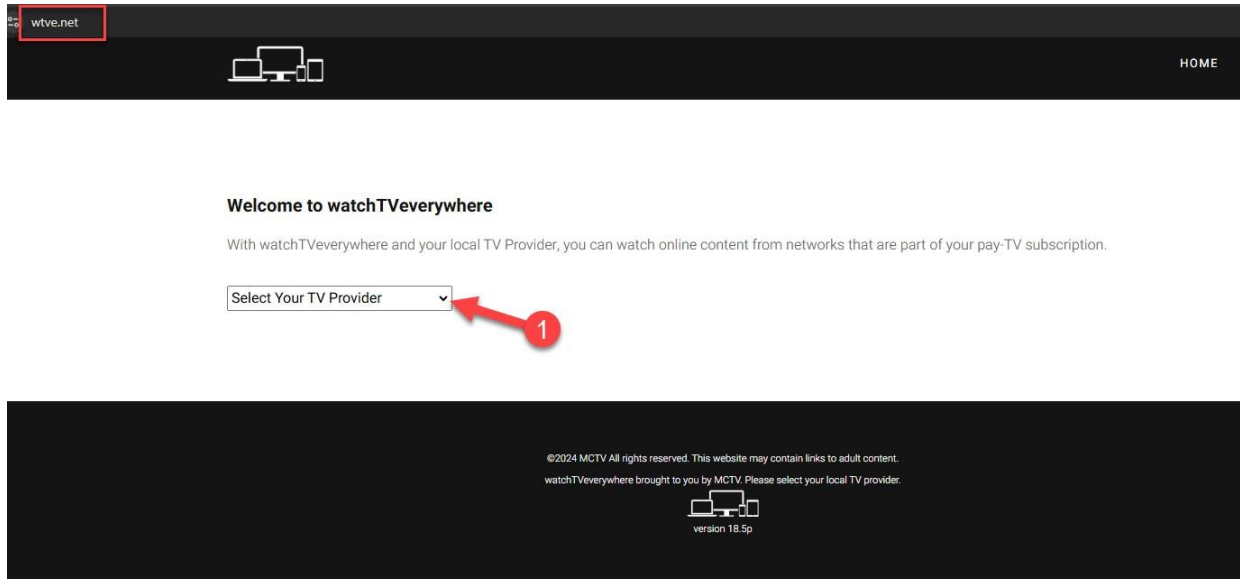 wtve.net
HOME
Welcome to watchTVeverywhere
With watchTVeverywhere and your local TV Provider, you can watch online content from networks that are part of your pay-TV subscription.
Select Your TV Provider
1
©2024 MCTV All rights reserved. This website may contain links to adult content.
watchTVeverywhere brought to you by MCTV. Please select your local TV provider.
version 18.5p